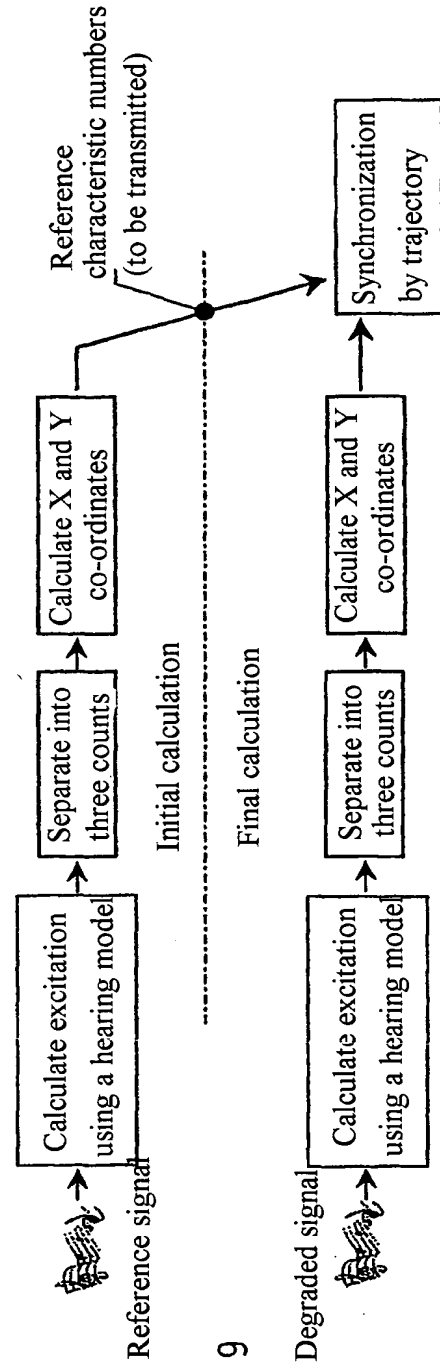 Reference
characteristic numbers
(to be transmitted)
Calculate excitation
using a hearing model
Separate into
three counts
Calculate X and Y
co-ordinates
Reference signal
Initial calculation
9
Final calculation
Degraded signal
Calculate excitation
using a hearing model
Separate into
three counts
Calculate X and Y
co-ordinates
Synchronization
by trajectory